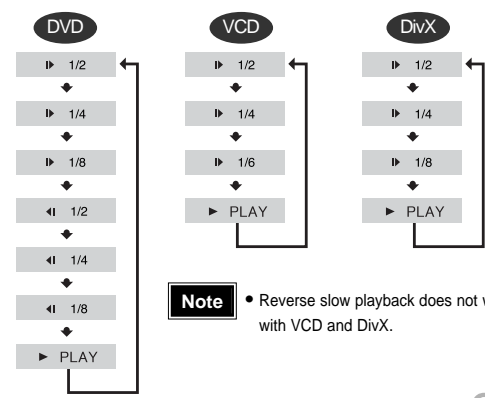 DVD
1/2
1/4
1/8
1/2
1/4
1/8
PLAY
VCD
1/2
1/4
1/6
PLAY
DivX
1/2
1/4
1/8
PLAY
Note
• Reverse slow playback does not
with VCD and DivX.